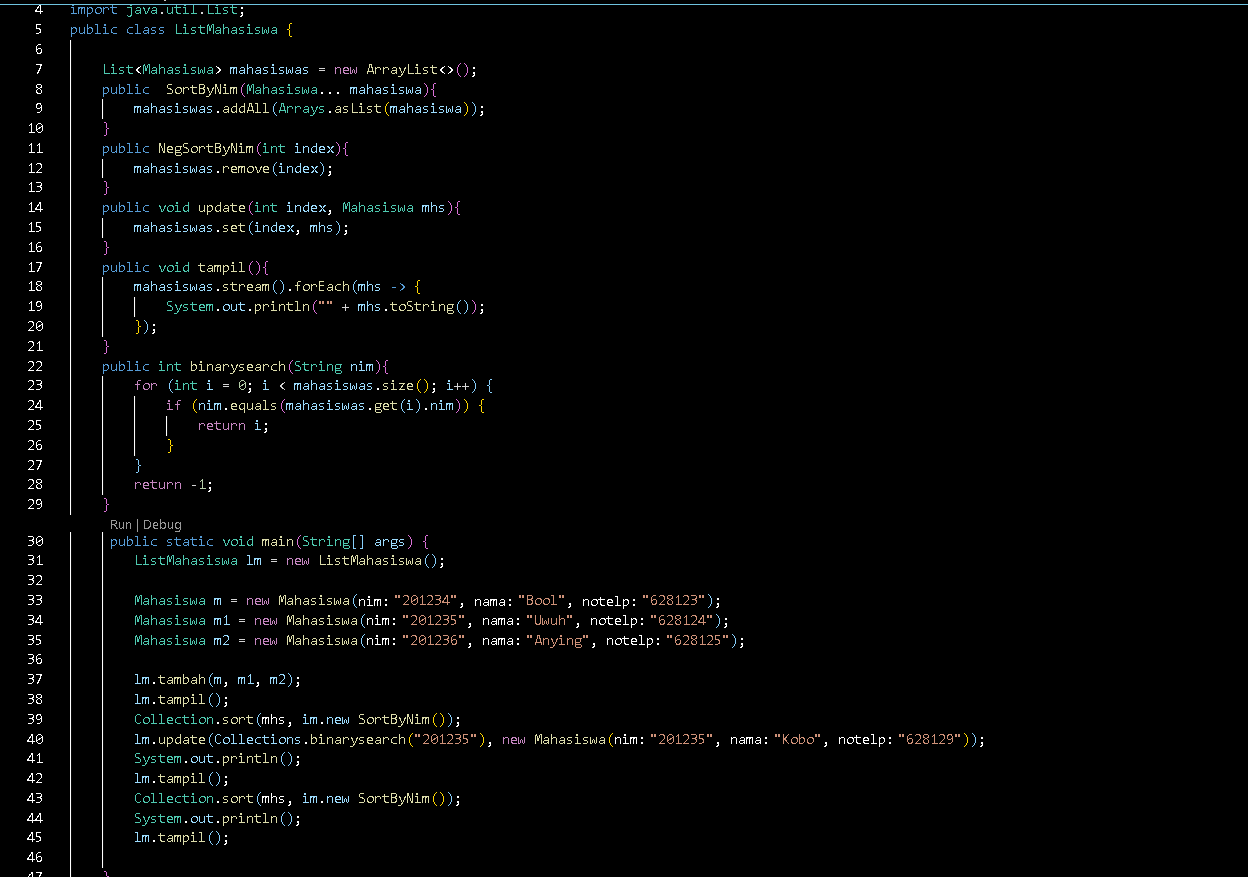 4 import java.util.List;
5 public class ListMahasiswa {
6
7 List<Mahasiswa> mahasiswas = new ArrayList<>();
8 public  SortByNim(Mahasiswa... mahasiswa){
9 mahasiswas.addAll(Arrays.asList(mahasiswa));
10 }
11 public NegSortByNim(int index){
12 mahasiswas.remove(index);
13 }
14 public void update(int index, Mahasiswa mhs){
15 mahasiswas.set(index, mhs);
16 }
17 public void tampil(){
18 mahasiswas.stream().forEach(mhs -> {
19 System.out.println("" + mhs.toString());
20 });
21 }
22 public int binarysearch(String nim){
23 for (int i = 0; i < mahasiswas.size(); i++) {
24 if (nim.equals(mahasiswas.get(i).nim)) {
25 return i;
26 }
27 }
28 return -1;
29 }
Run | Debug
30 public static void main(String[] args) {
31 ListMahasiswa lm = new ListMahasiswa();
32
33 Mahasiswa m = new Mahasiswa(nim: "201234", nama: "Bool", notelp: "628123");
34 Mahasiswa m1 = new Mahasiswa(nim: "201235", nama: "Uwuh", notelp: "628124");
35 Mahasiswa m2 = new Mahasiswa(nim: "201236", nama: "Anying", notelp: "628125");
36
37 lm.tambah(m, m1, m2);
38 lm.tampil();
39 Collection.sort(mhs, im.new SortByNim());
40 lm.update(Collections.binarysearch("201235"), new Mahasiswa(nim: "201235", nama: "Kobo", notelp: "628129"));
41 System.out.println();
42 lm.tampil();
43 Collection.sort(mhs, im.new SortByNim());
44 System.out.println();
45 lm.tampil();
46
47 }